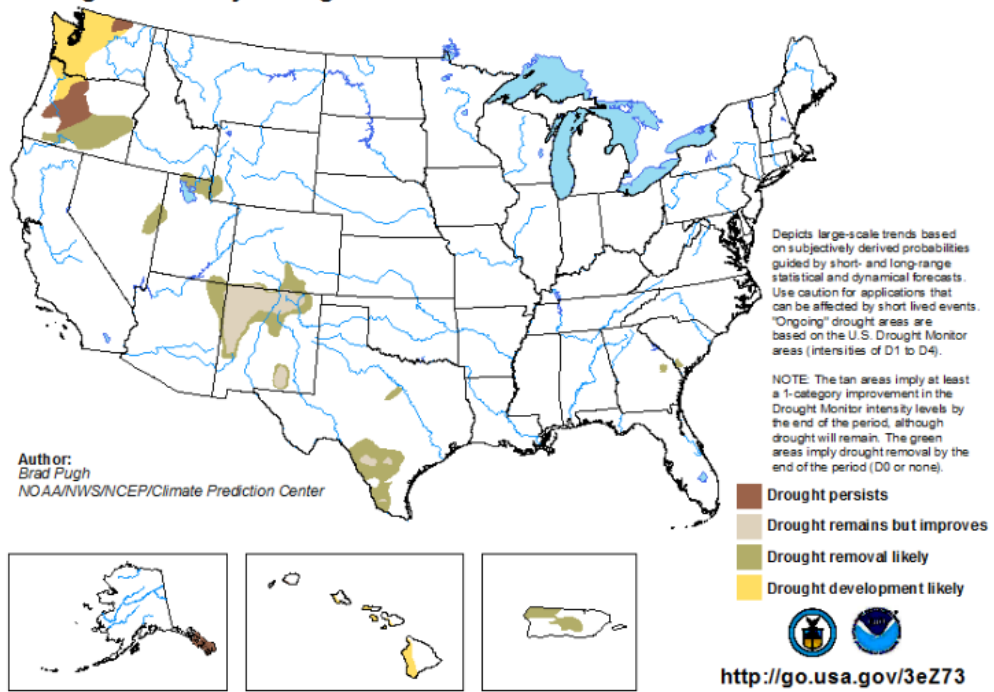 Depicts large-scale trends based
on subjectively derived probabilities
guided by short- and long-range
statistical and dynamical forecasts.
Use caution for applications that
can be affected by short lived events.
"Ongoing" drought areas are
based on the U.S. Drought Monitor
areas (intensities of D1 to D4).
NOTE: The tan areas imply at least
a 1-category improvement in the
Drought Monitor intensity levels by
the end of the period, although
drought will remain. The green
areas imply drought removal by the
end of the period (D0 or none).
Author:
Brad Pugh
NOAA/NWS/NCEP/Climate Prediction Center
Drought persists
Drought remains but improves
Drought removal likely
Drought development likely
http://go.usa.gov/3eZ73